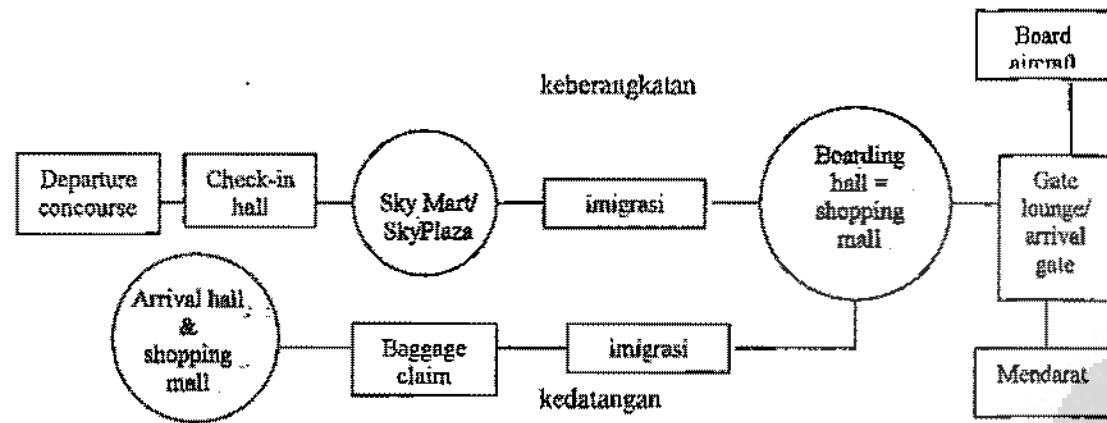 Board
aircraft
keberangkatan
Departure
concourse
Check-in
hall
Sky Mart/
SkyPlaza
imigrasi
Boarding
hall =
shopping
mall
Gate
lounge/
arrival
gate
Arrival hall
&
shopping
mall
Baggage
claim
imigrasi
Mendarat
kedatangan